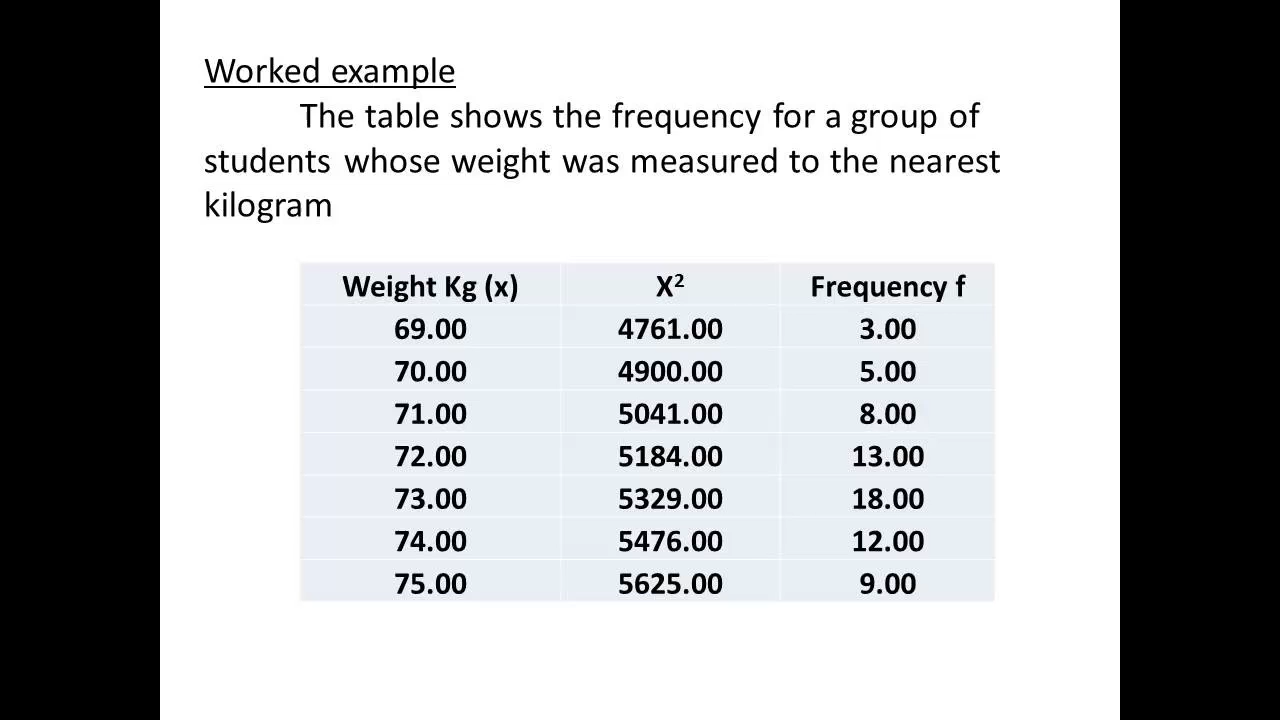 Worked example
The table shows the frequency for a group of
students whose weight was measured to the nearest
kilogram
Weight Kg (x) X² Frequency f
69.00 4761.00 3.00
70.00 4900.00 5.00
71.00 5041.00 8.00
72.00 5184.00 13.00
73.00 5329.00 18.00
74.00 5476.00 12.00
75.00 5625.00 9.00